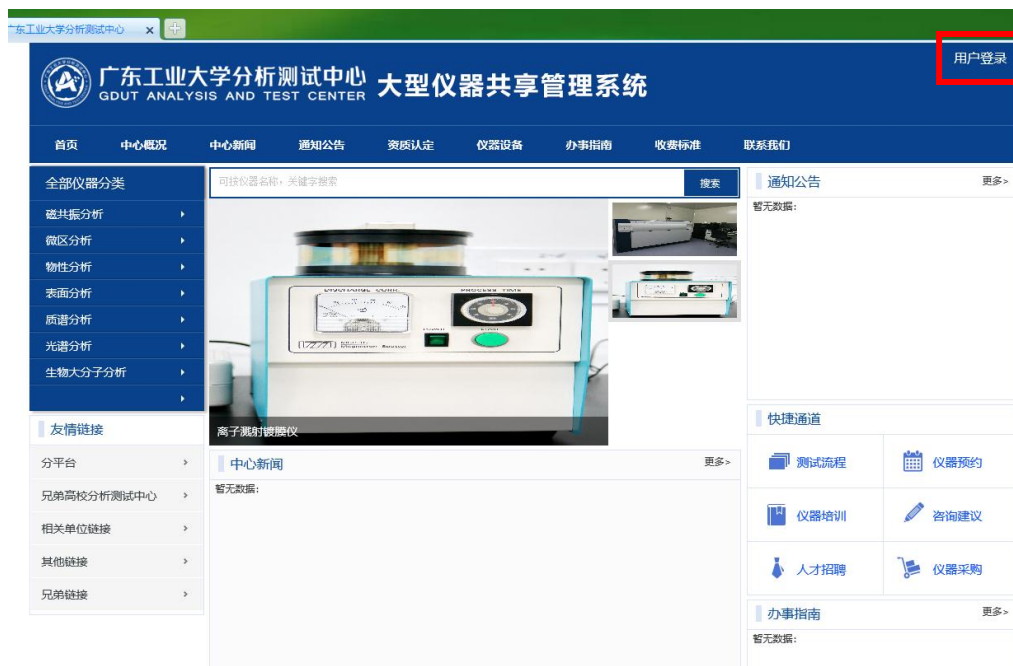 广东工业大学分析测试中心
用户登录
广东工业大学分析测试中心 大型仪器共享管理系统
GDUT ANALYSIS AND TEST CENTER
首页 中心概况 中心新闻 通知公告 资质认定 仪器设备 办事指南 收费标准 联系我们
全部仪器分类
磁共振分析
微区分析
物性分析
表面分析
质谱分析
光谱分析
生物大分子分析
友情链接
分平台
兄弟高校分析测试中心
相关单位链接
其他链接
兄弟链接
可按仪器名称，关键字搜索 搜索
PROCESS TIME
离子溅射镀膜仪
中心新闻 更多>
暂无数据:
通知公告 更多>
暂无数据:
快捷通道
测试流程 仪器预约
仪器培训 咨询建议
人才招聘 仪器采购
办事指南 更多>
暂无数据: